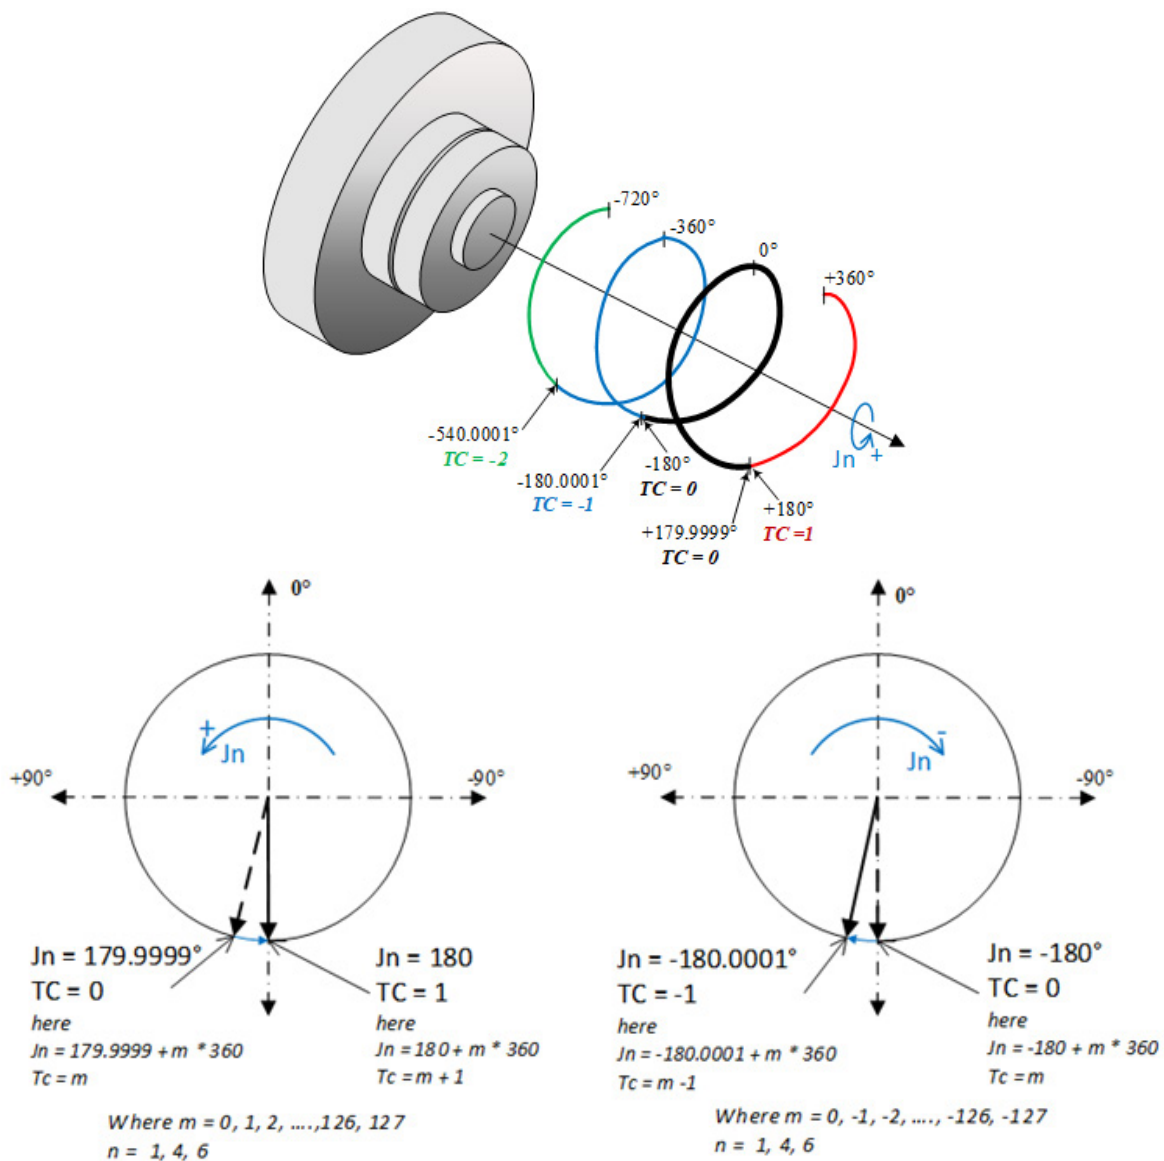 -720°
-360°
0°
+360°
-540.0001°
TC = -2
-180.0001°
TC = -1
-180°
TC = 0
+179.9999°
TC = 0
+180°
TC =1
Jn +
0°
+
Jn
+90°
-90°
Jn = 179.9999°
TC = 0
here
Jn = 179.9999 + m * 360
Tc = m
Jn = 180
TC = 1
here
Jn = 180 + m * 360
Tc = m + 1
Where m = 0, 1, 2, ....,126, 127
n = 1, 4, 6
0°
-
Jn
+90°
-90°
Jn = -180.0001°
TC = -1
here
Jn = -180.0001 + m * 360
Tc = m -1
Jn = -180°
TC = 0
here
Jn = -180 + m * 360
Tc = m
Where m = 0, -1, -2, ...., -126, -127
n = 1, 4, 6